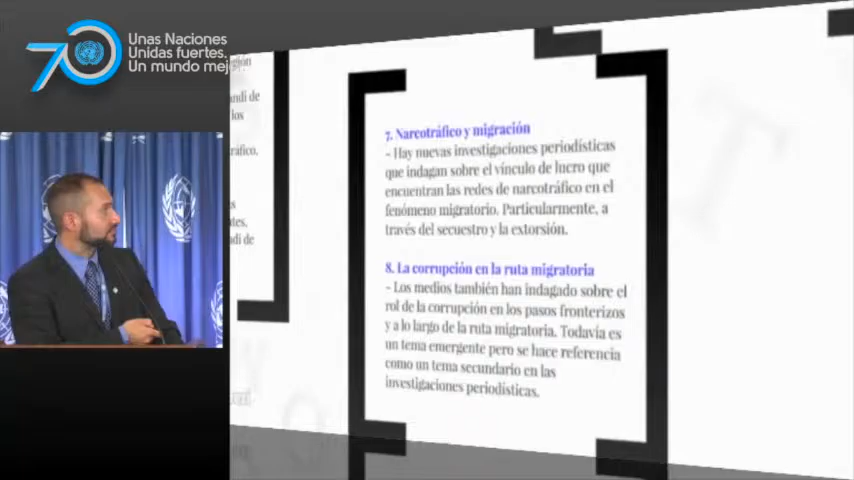 70
Unas Naciones
Unidas fuertes.
Un mundo
7. Narcotráfico y migración
- Hay nuevas investigaciones periodísticas
que indagan sobre el vínculo de lucro que
encuentran las redes de narcotráfico en el
fenómeno migratorio. Particularmente, a
través del secuestro y la extorsión.
8. La corrupción en la ruta migratoria
- Los medios también han indagado sobre el
rol de la corrupción en los pasos fronterizos
y a lo largo de la ruta migratoria. Todavía es
un tema emergente pero se hace referencia
como un tema secundario en las
investigaciones periodísticas.